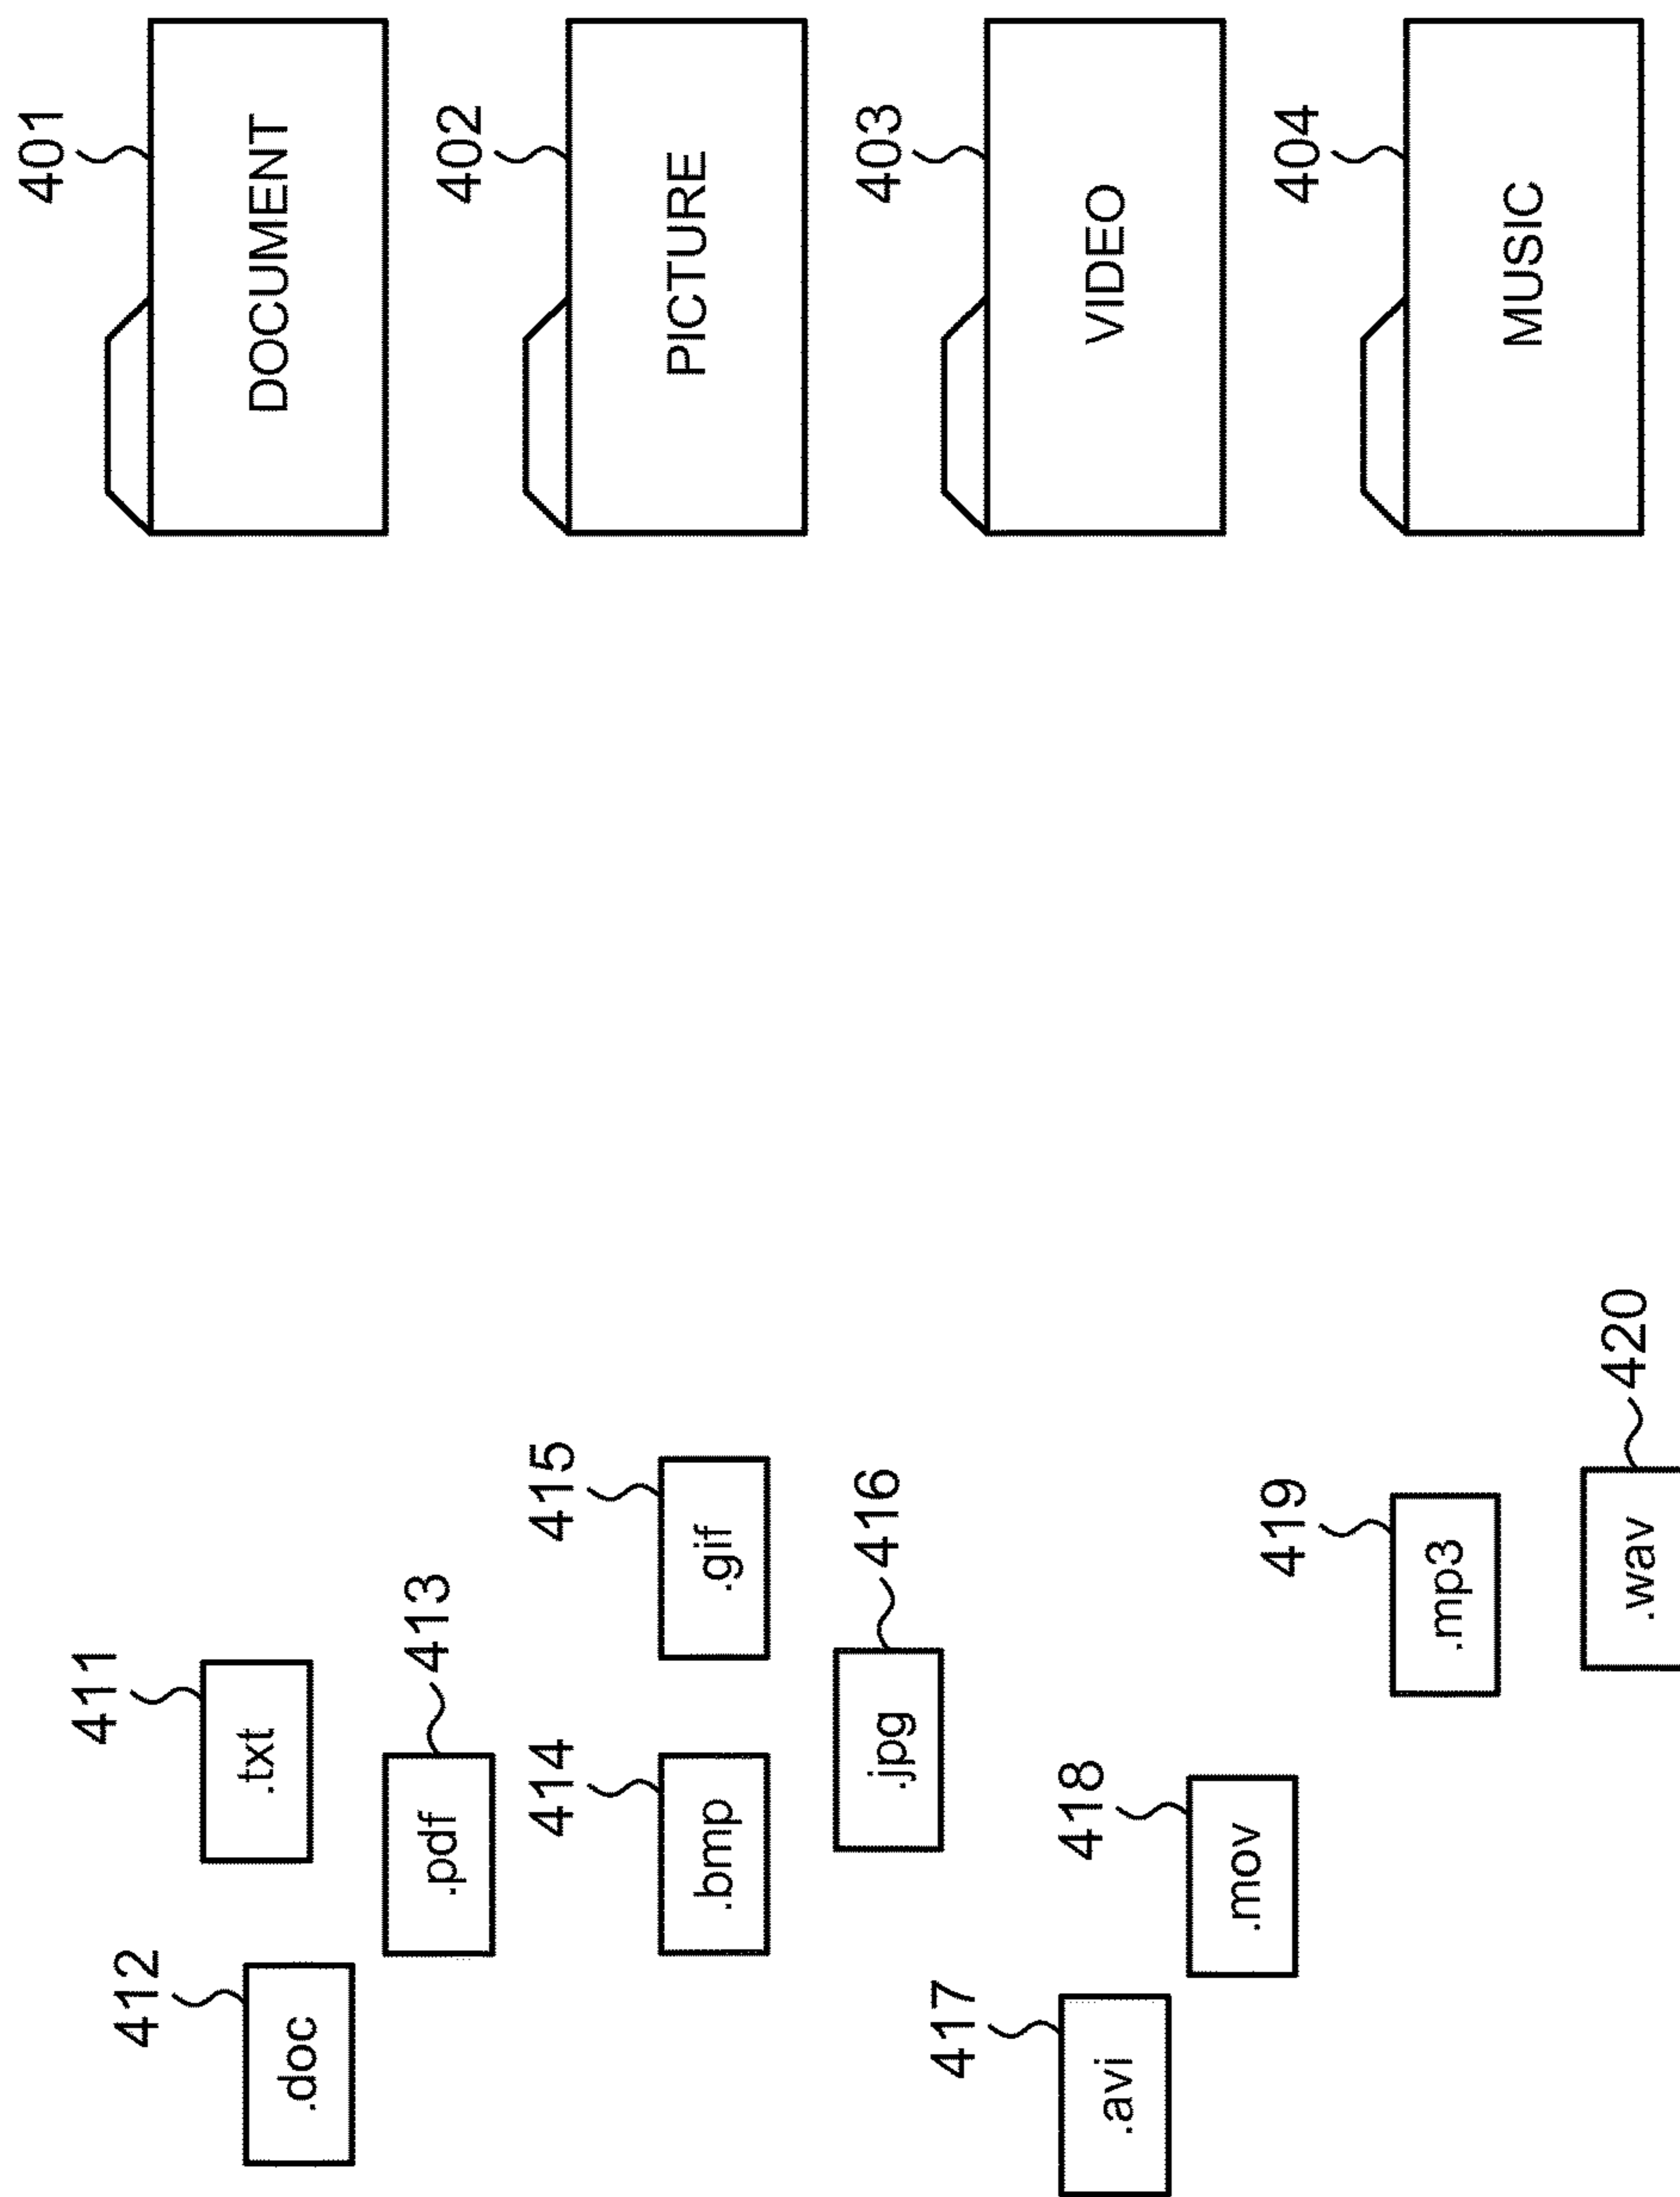 412
.doc
411
.txt
413
.pdf
414
.bmp
415
.gif
416
.jpg
417
.avi
418
.mov
419
.mp3
420
.wav
401
DOCUMENT
402
PICTURE
403
VIDEO
404
MUSIC